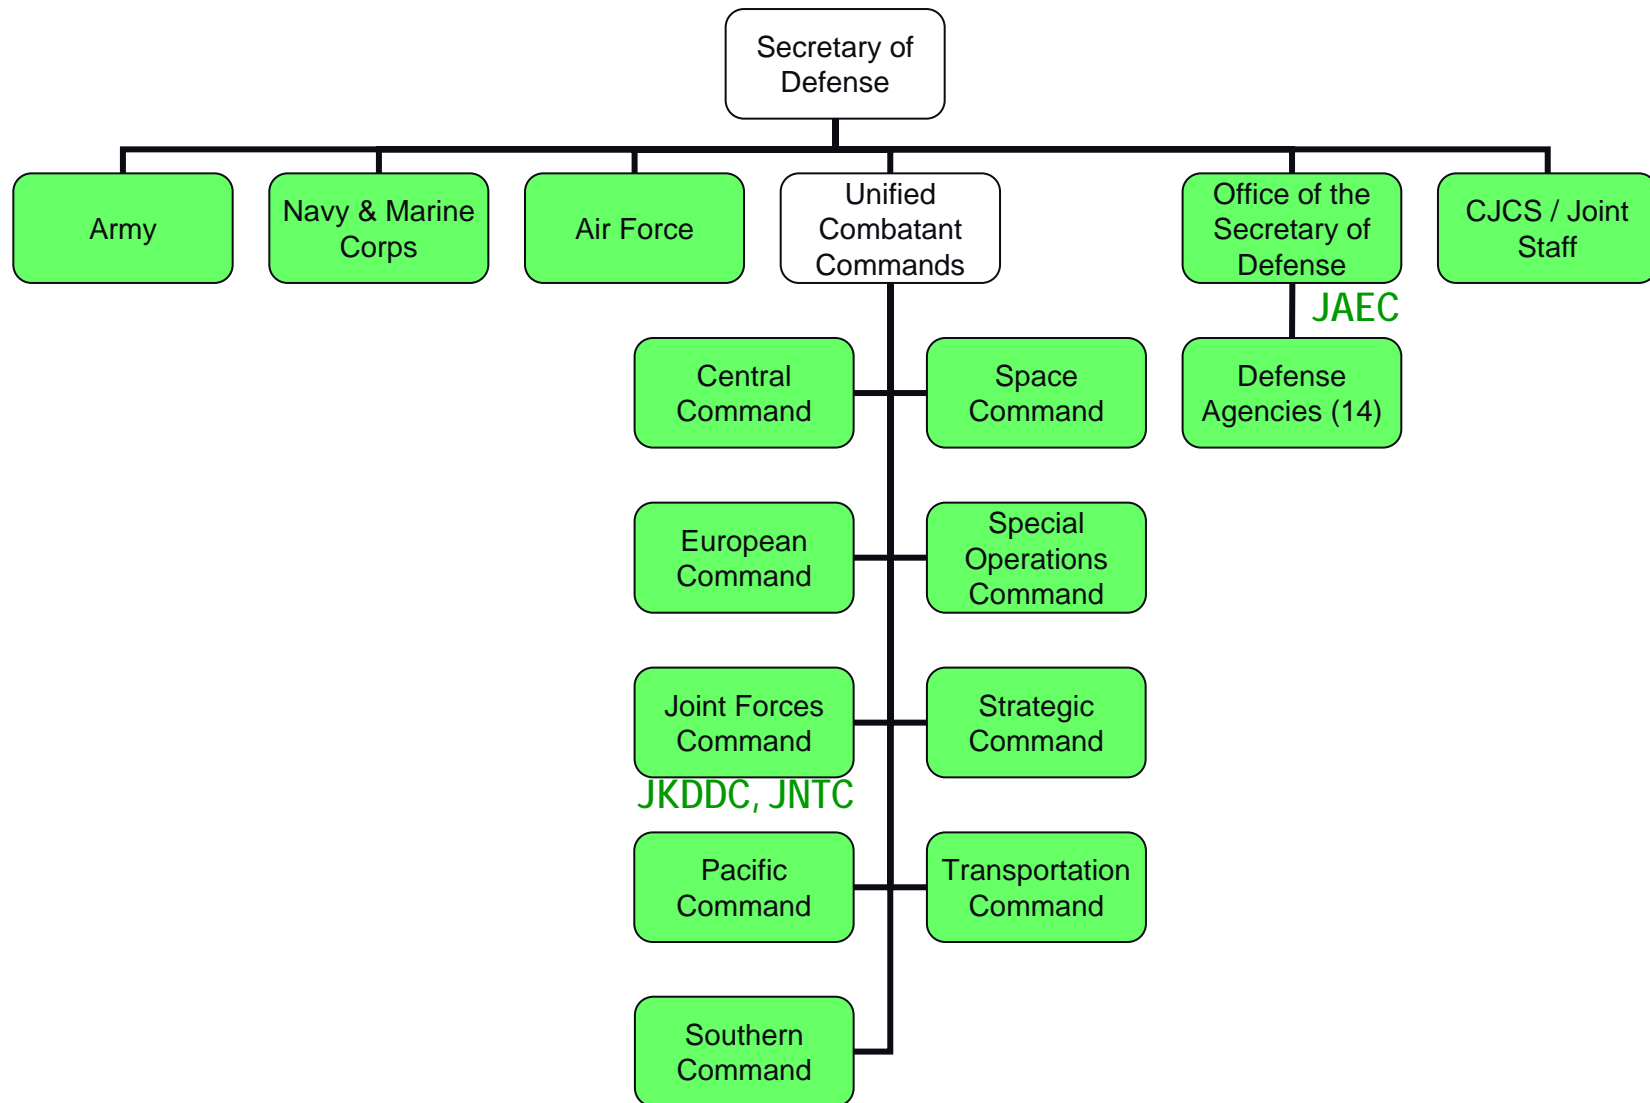 Secretary of
Defense
Army
Navy & Marine
Corps
Air Force
Unified
Combatant
Commands
Office of the
Secretary of
Defense
CJCS / Joint
Staff
JAEC
Central
Command
Space
Command
Defense
Agencies (14)
European
Command
Special
Operations
Command
Joint Forces
Command
Strategic
Command
JKDDC, JNTC
Pacific
Command
Transportation
Command
Southern
Command